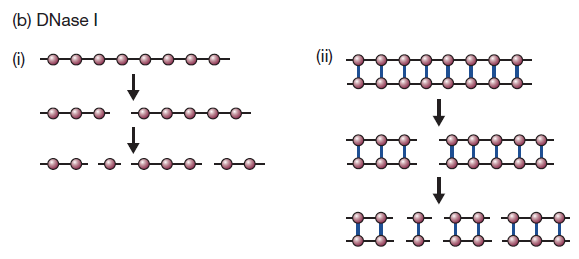 (b) DNase I
(i)
(ii)